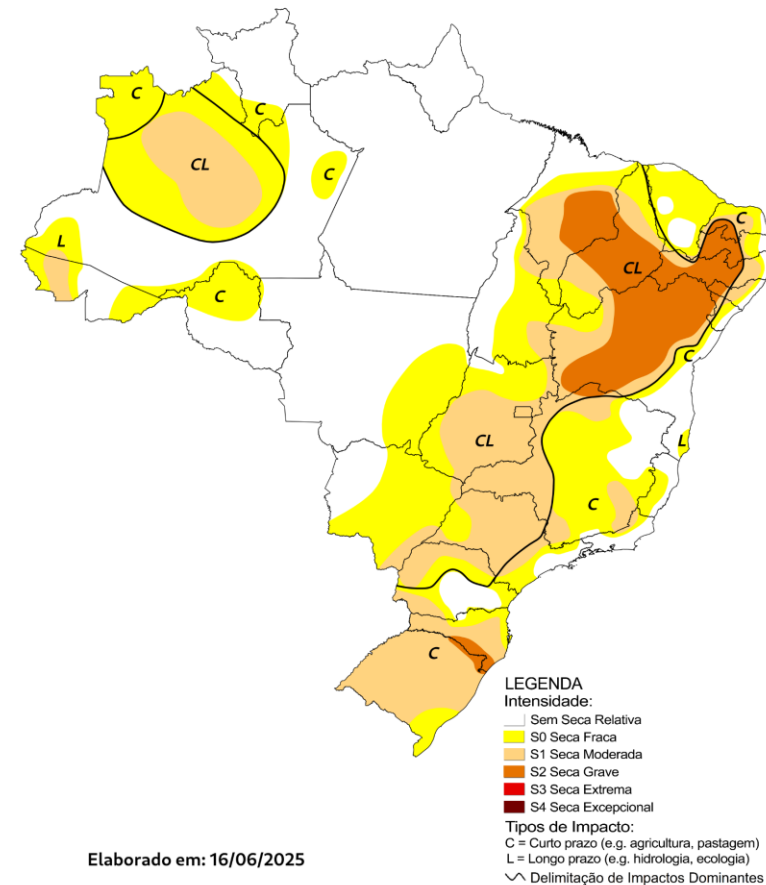 C
C
CL
C
L
C
C
CL
C
CL
L
C
C
LEGENDA
Intensidade:
Sem Seca Relativa
S0 Seca Fraca
S1 Seca Moderada
S2 Seca Grave
S3 Seca Extrema
S4 Seca Excepcional
Tipos de Impacto:
C = Curto prazo (e.g. agricultura, pastagem)
L = Longo prazo (e.g. hidrologia, ecologia)
Delimitação de Impactos Dominantes
Elaborado em: 16/06/2025